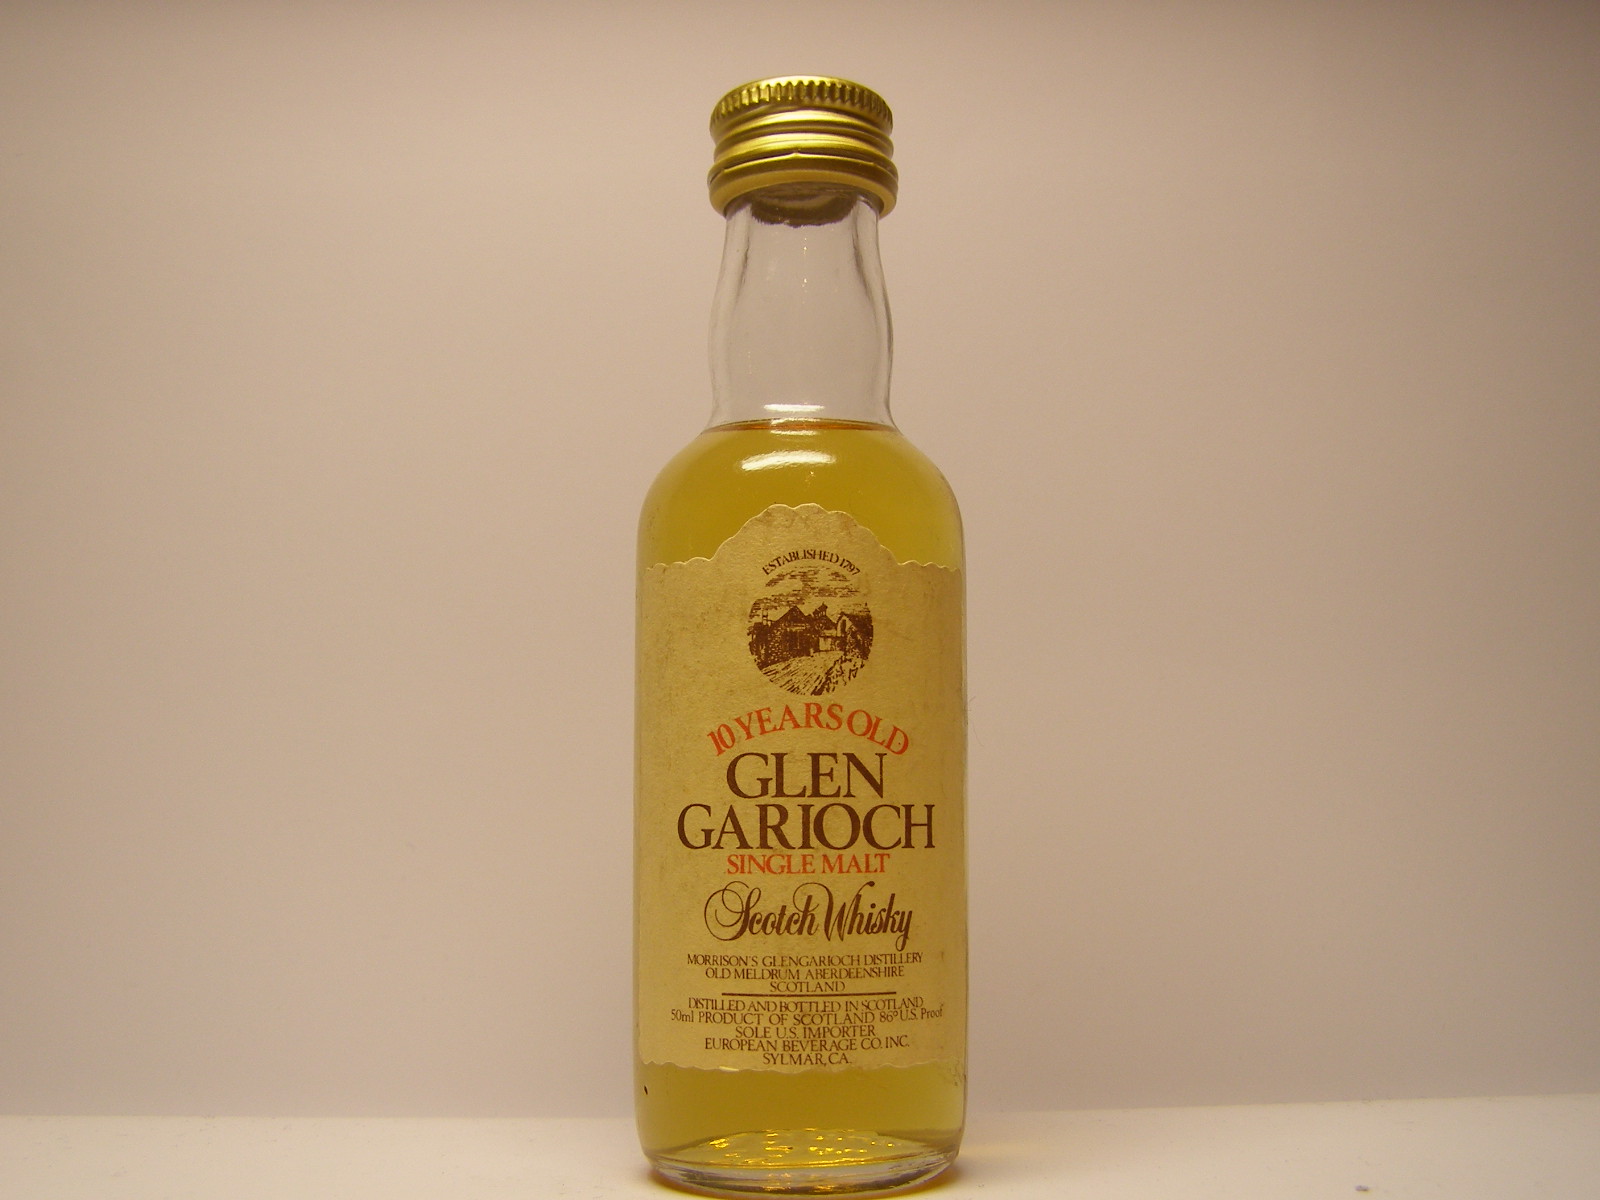 ESTABLISHED 1797
10 YEARS OLD
GLEN
GARIOCH
SINGLE MALT
Scotch Whisky
MORRISON'S GLENGARIOCH DISTILLERY
OLD MELDRUM ABERDEENSHIRE
SCOTLAND
DISTILLED AND BOTTLED IN SCOTLAND
50ml PRODUCT OF SCOTLAND 86° U.S. Proof
SOLE U.S. IMPORTER
EUROPEAN BEVERAGE CO. INC.
SYLMAR, CA.